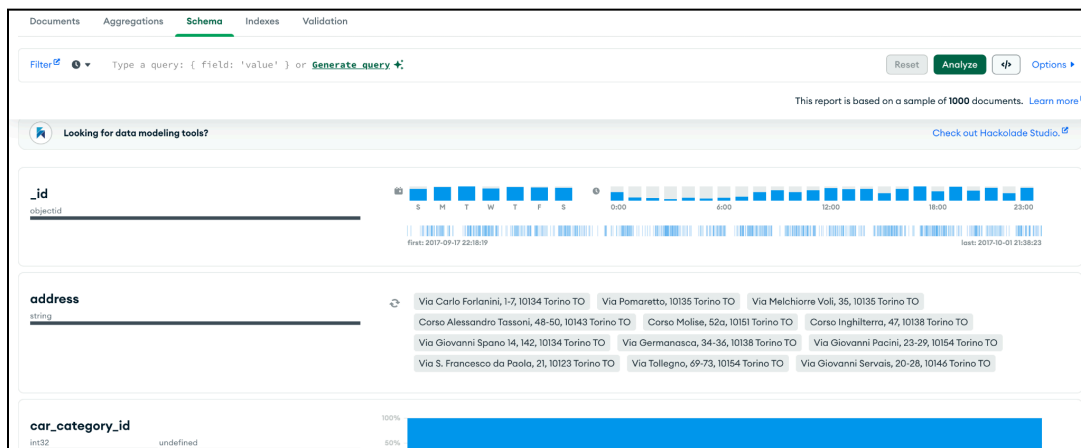 Documents Aggregations Schema Indexes Validation
Filter Type a query: { field: 'value' } or Generate query Reset Analyze </> Options
This report is based on a sample of 1000 documents. Learn more
Looking for data modeling tools? Check out Hackolade Studio.
_id
objectid
S M T W T F S 0:00 6:00 12:00 18:00 23:00
first: 2017-09-17 22:18:19 last: 2017-10-01 21:38:23
address
string
Via Carlo Forlanini, 1-7, 10134 Torino TO Via Pomaretto, 10135 Torino TO Via Melchiorre Voli, 35, 10135 Torino TO
Corso Alessandro Tassoni, 48-50, 10143 Torino TO Corso Molise, 52a, 10151 Torino TO Corso Inghilterra, 47, 10138 Torino TO
Via Giovanni Spano 14, 142, 10134 Torino TO Via Germanasca, 34-36, 10138 Torino TO Via Giovanni Pacini, 23-29, 10154 Torino TO
Via S. Francesco da Paola, 21, 10123 Torino TO Via Tollegno, 69-73, 10154 Torino TO Via Giovanni Servais, 20-28, 10146 Torino TO
car_category_id
int32 undefined
100%
50%